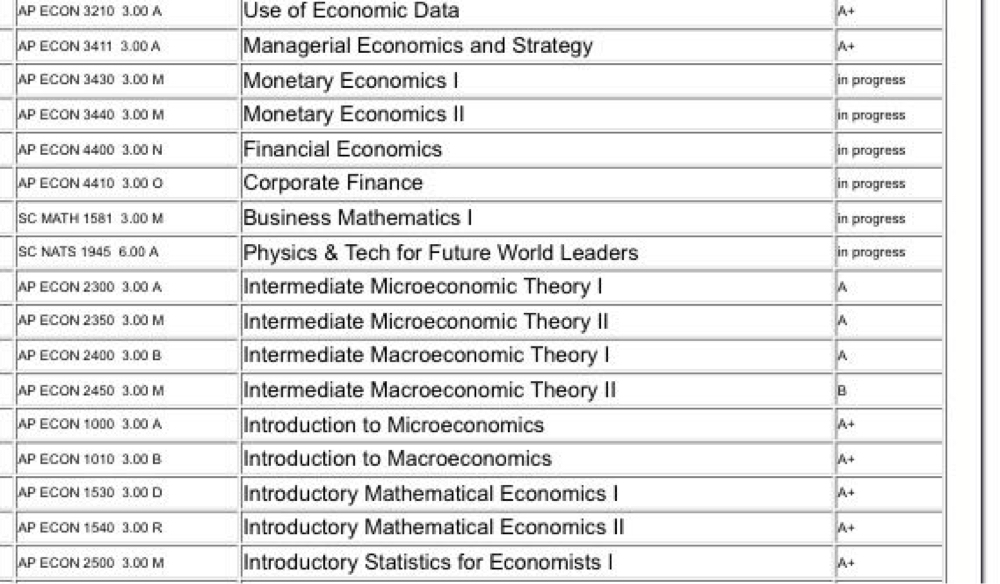 AP ECON 3210 3.00 A Use of Economic Data A+
AP ECON 3411 3.00 A Managerial Economics and Strategy A+
AP ECON 3430 3.00 M Monetary Economics I in progress
AP ECON 3440 3.00 M Monetary Economics II in progress
AP ECON 4400 3.00 N Financial Economics in progress
AP ECON 4410 3.00 O Corporate Finance in progress
SC MATH 1581 3.00 M Business Mathematics I in progress
SC NATS 1945 6.00 A Physics & Tech for Future World Leaders in progress
AP ECON 2300 3.00 A Intermediate Microeconomic Theory I A
AP ECON 2350 3.00 M Intermediate Microeconomic Theory II A
AP ECON 2400 3.00 B Intermediate Macroeconomic Theory I A
AP ECON 2450 3.00 M Intermediate Macroeconomic Theory II B
AP ECON 1000 3.00 A Introduction to Microeconomics A+
AP ECON 1010 3.00 B Introduction to Macroeconomics A+
AP ECON 1530 3.00 D Introductory Mathematical Economics I A+
AP ECON 1540 3.00 R Introductory Mathematical Economics II A+
AP ECON 2500 3.00 M Introductory Statistics for Economists I A+